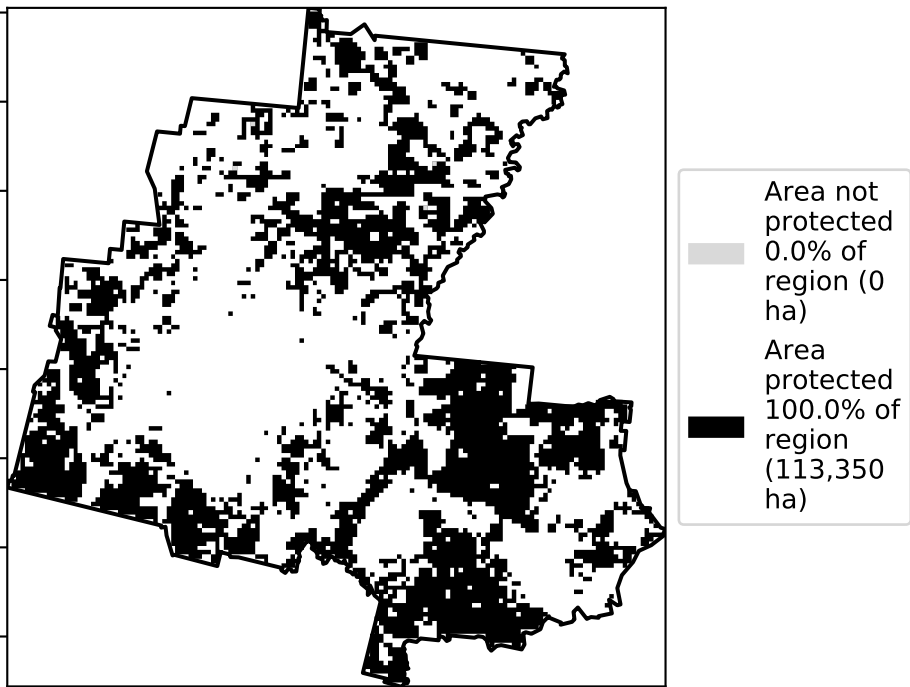 Area not
protected
0.0% of
region (0
ha)
Area
protected
100.0% of
region
(113,350
ha)